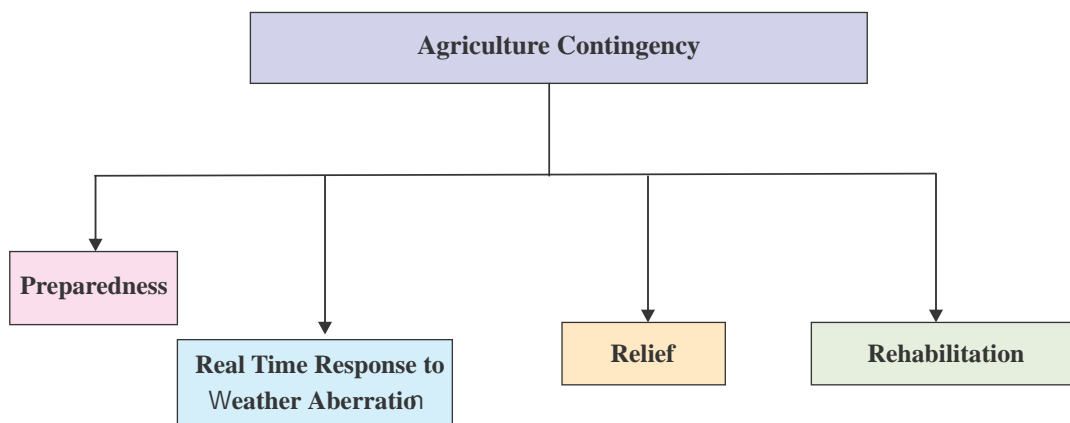 Agriculture Contingency
Preparedness
Real Time Response to
Weather Aberration
Relief
Rehabilitation